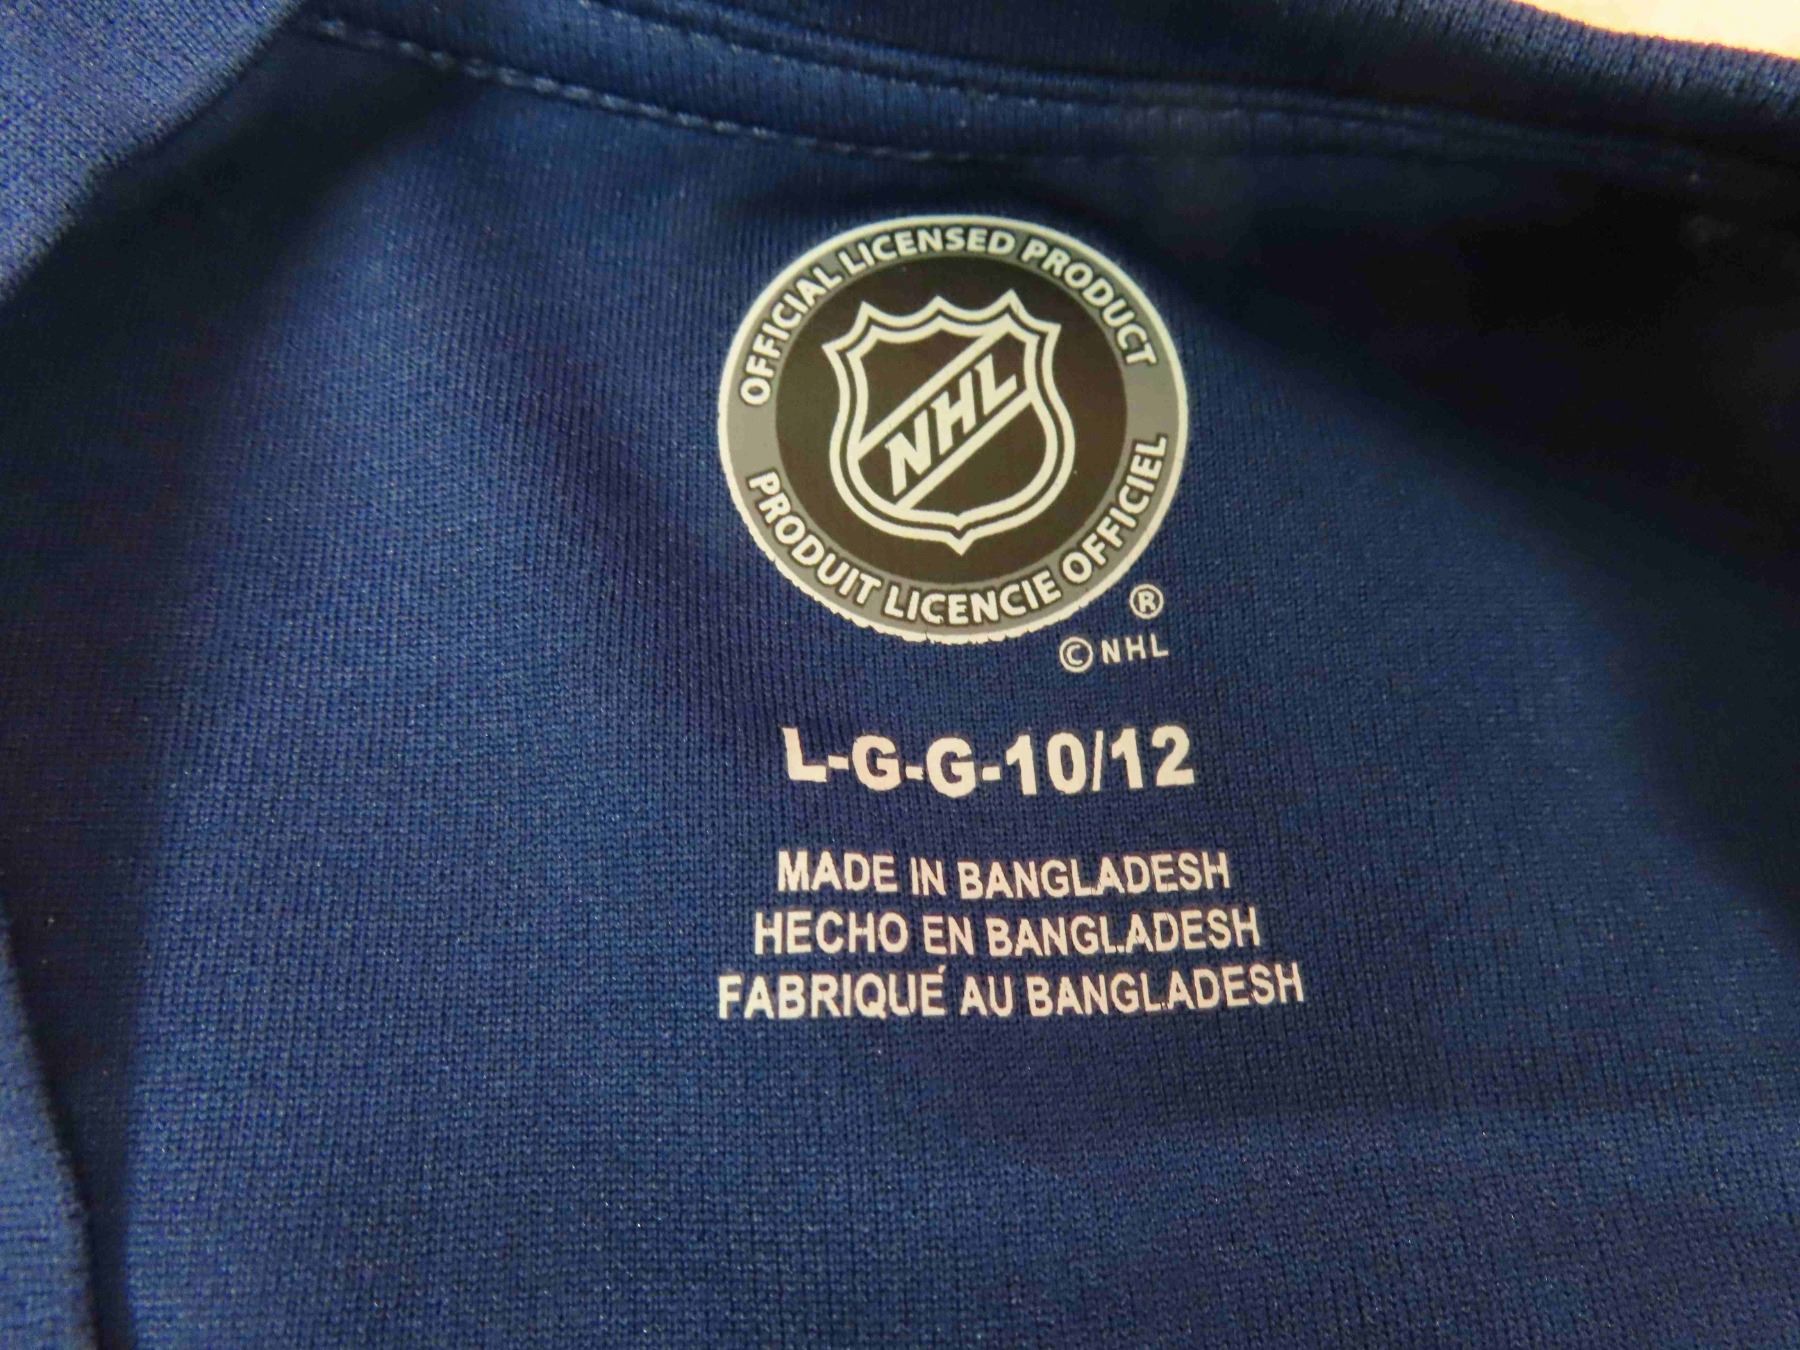 OFFICIAL LICENSED PRODUCT
NHL
PRODUIT LICENCIE OFFICIEL
®
© NHL
L-G-G-10/12
MADE IN BANGLADESH
HECHO EN BANGLADESH
FABRIQUÉ AU BANGLADESH